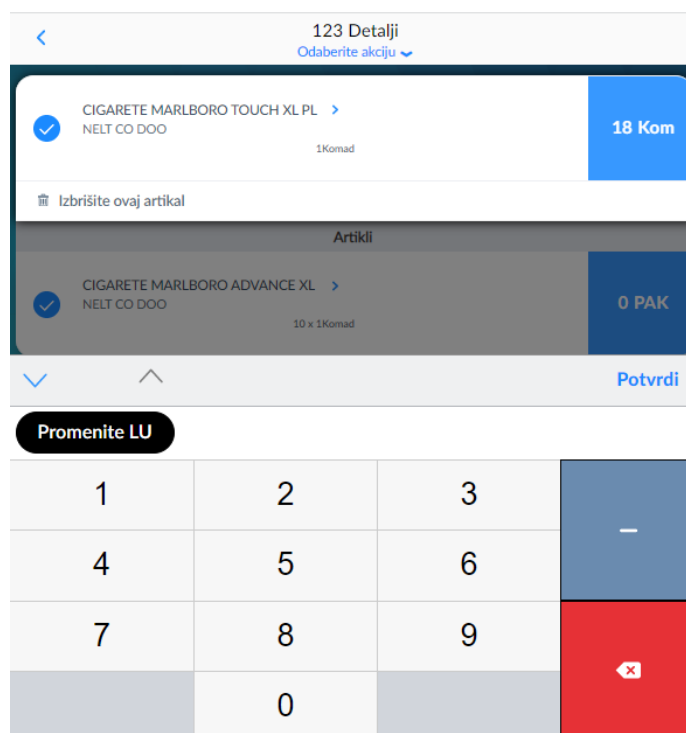 123 Detalji
Odaberite akciju
CIGARETE MARLBORO TOUCH XL PL
NELT CO DOO
18 Kom
1Komad
Izbrišite ovaj artikal
Artikli
CIGARETE MARLBORO ADVANCE XL
NELT CO DOO
0 PAK
10 x 1Komad
Potvrdi
Promenite LU
1 2 3
4 5 6
7 8 9
0